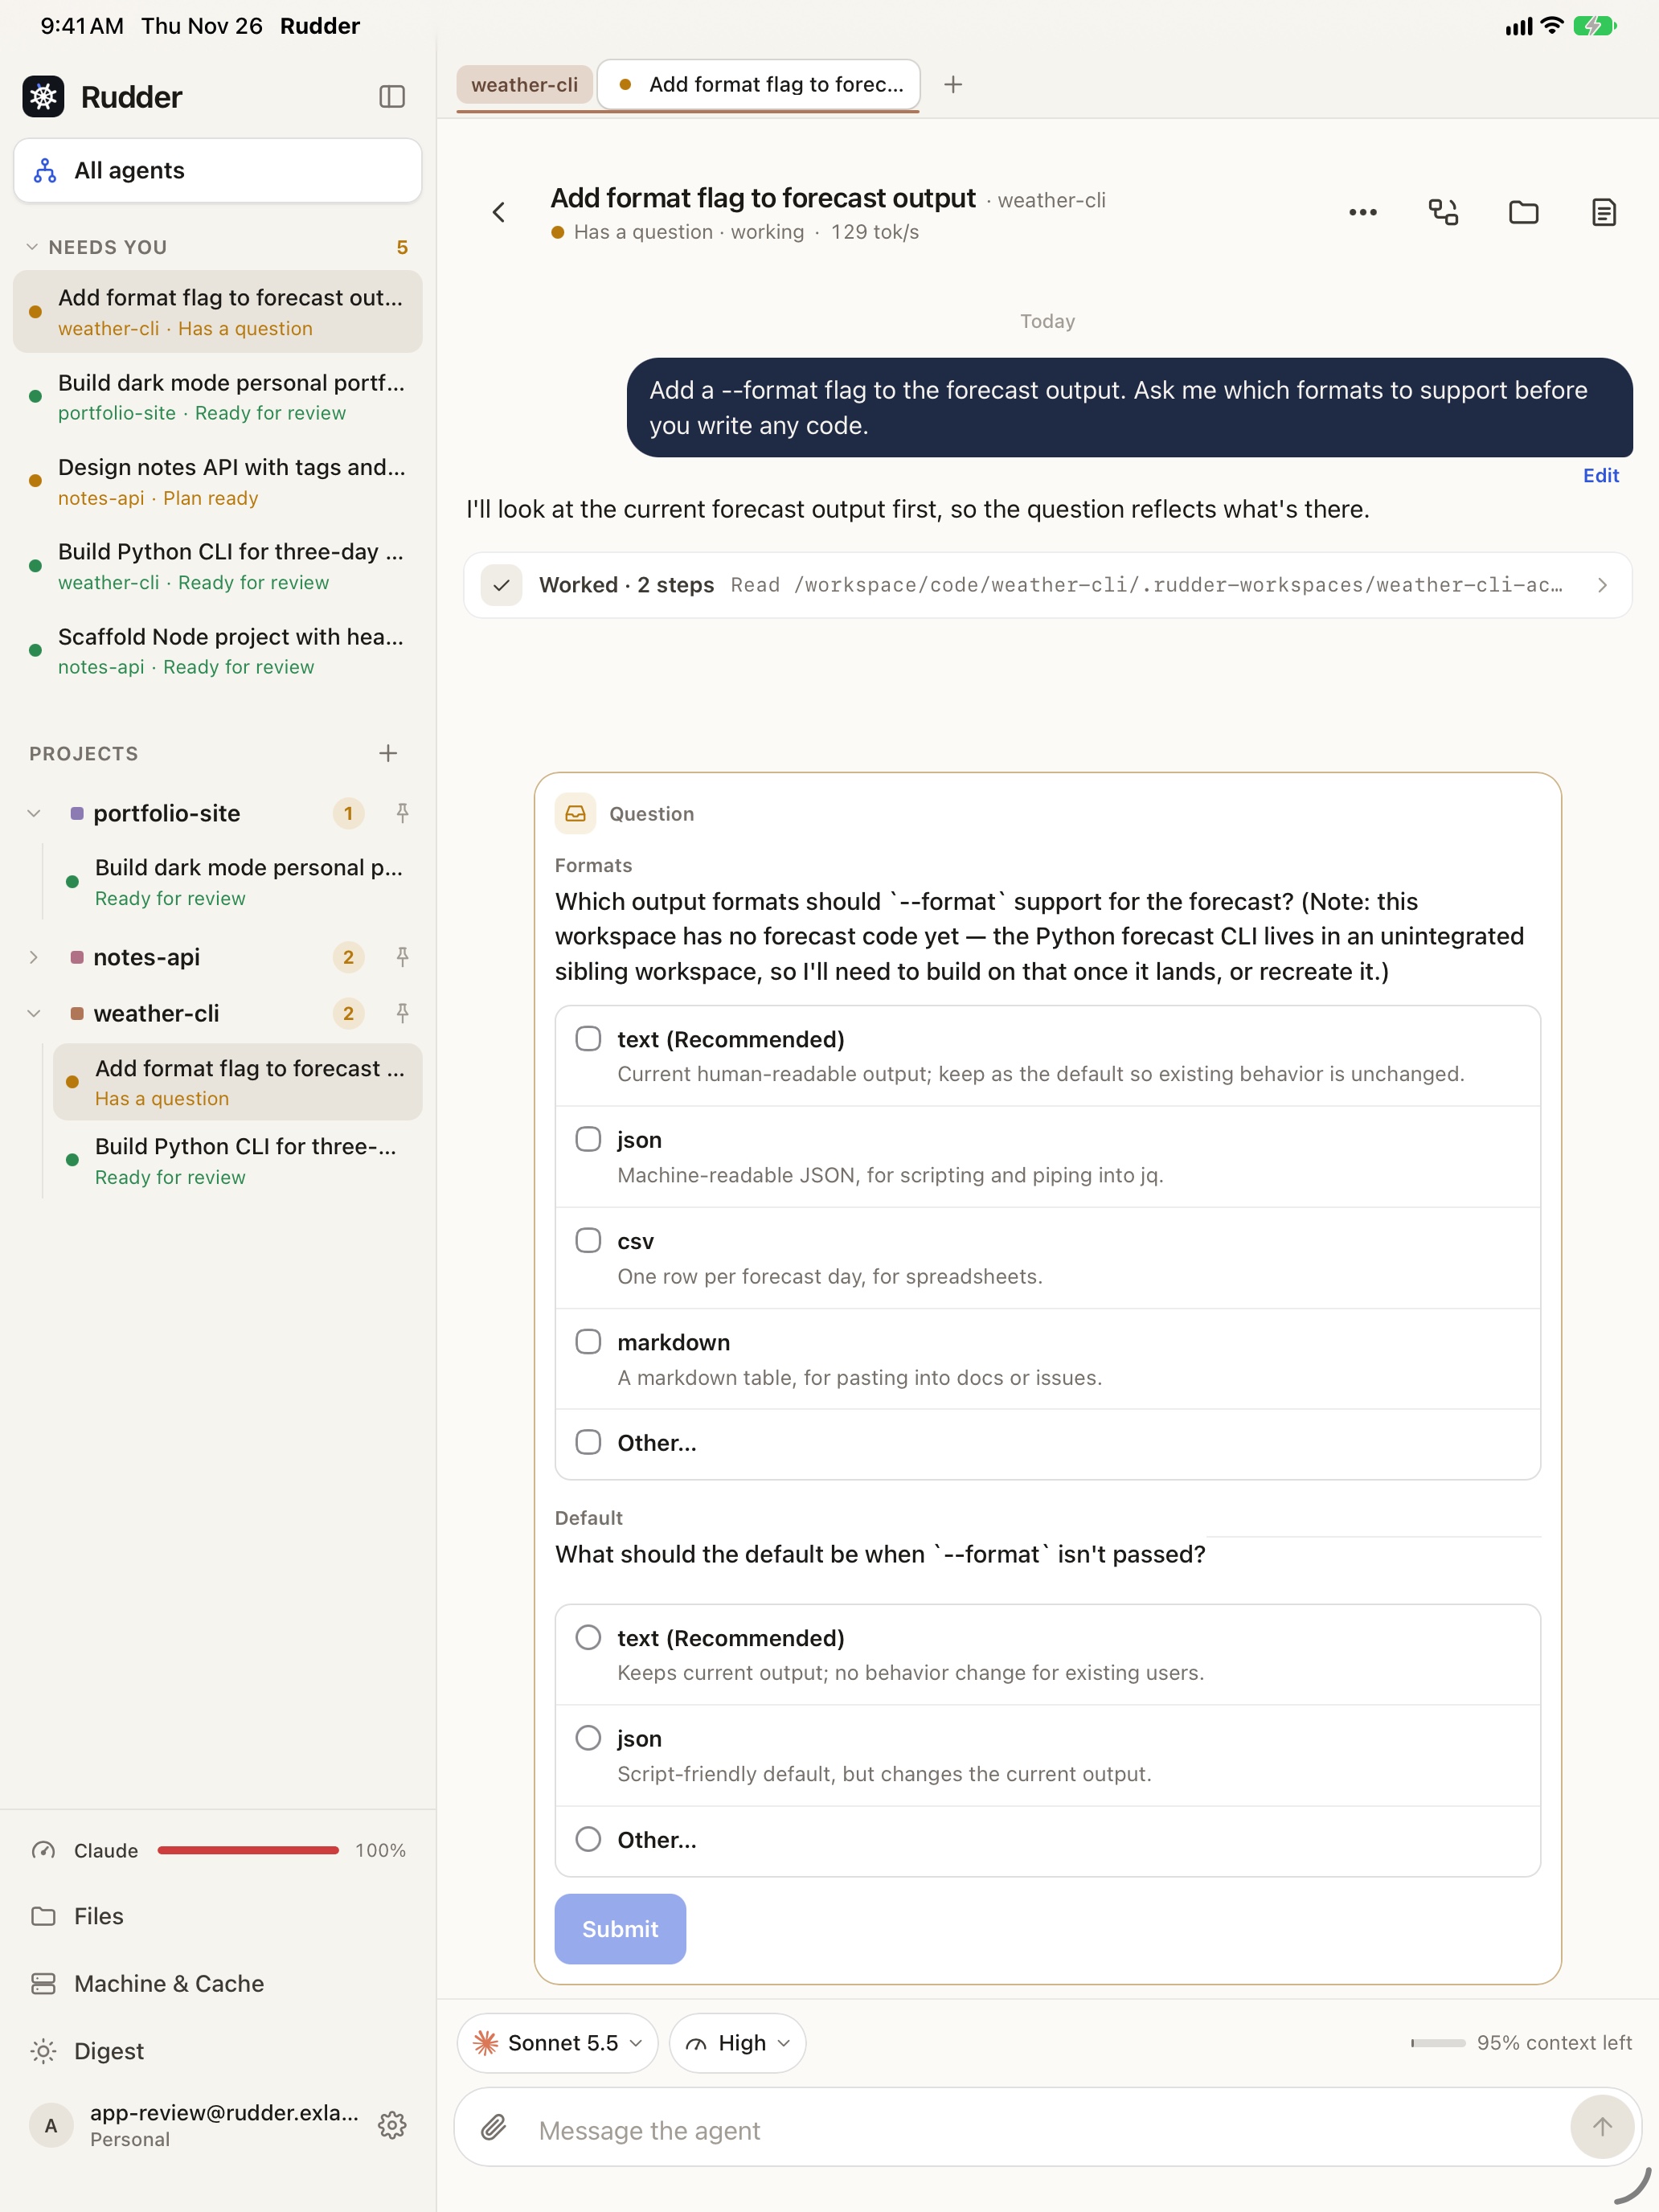 9:41 AM Thu Nov 26 Rudder
Rudder
All agents
NEEDS YOU 5
Add format flag to forecast out...
weather-cli · Has a question
Build dark mode personal portf...
portfolio-site · Ready for review
Design notes API with tags and...
notes-api · Plan ready
Build Python CLI for three-day ...
weather-cli · Ready for review
Scaffold Node project with hea...
notes-api · Ready for review
PROJECTS
portfolio-site 1
Build dark mode personal p...
Ready for review
notes-api 2
weather-cli 2
Add format flag to forecast ...
Has a question
Build Python CLI for three-...
Ready for review
Claude 100%
Files
Machine & Cache
Digest
A
app-review@rudder.exla...
Personal
weather-cli
Add format flag to forec...
Add format flag to forecast output · weather-cli
Has a question · working · 129 tok/s
Today
Add a --format flag to the forecast output. Ask me which formats to support before
you write any code.
Edit
I'll look at the current forecast output first, so the question reflects what's there.
Worked · 2 steps Read /workspace/code/weather-cli/.rudder-workspaces/weather-cli-ac…
Question
Formats
Which output formats should `--format` support for the forecast? (Note: this
workspace has no forecast code yet — the Python forecast CLI lives in an unintegrated
sibling workspace, so I'll need to build on that once it lands, or recreate it.)
text (Recommended)
Current human-readable output; keep as the default so existing behavior is unchanged.
json
Machine-readable JSON, for scripting and piping into jq.
csv
One row per forecast day, for spreadsheets.
markdown
A markdown table, for pasting into docs or issues.
Other...
Default
What should the default be when `--format` isn't passed?
text (Recommended)
Keeps current output; no behavior change for existing users.
json
Script-friendly default, but changes the current output.
Other...
Submit
Sonnet 5.5 High 95% context left
Message the agent